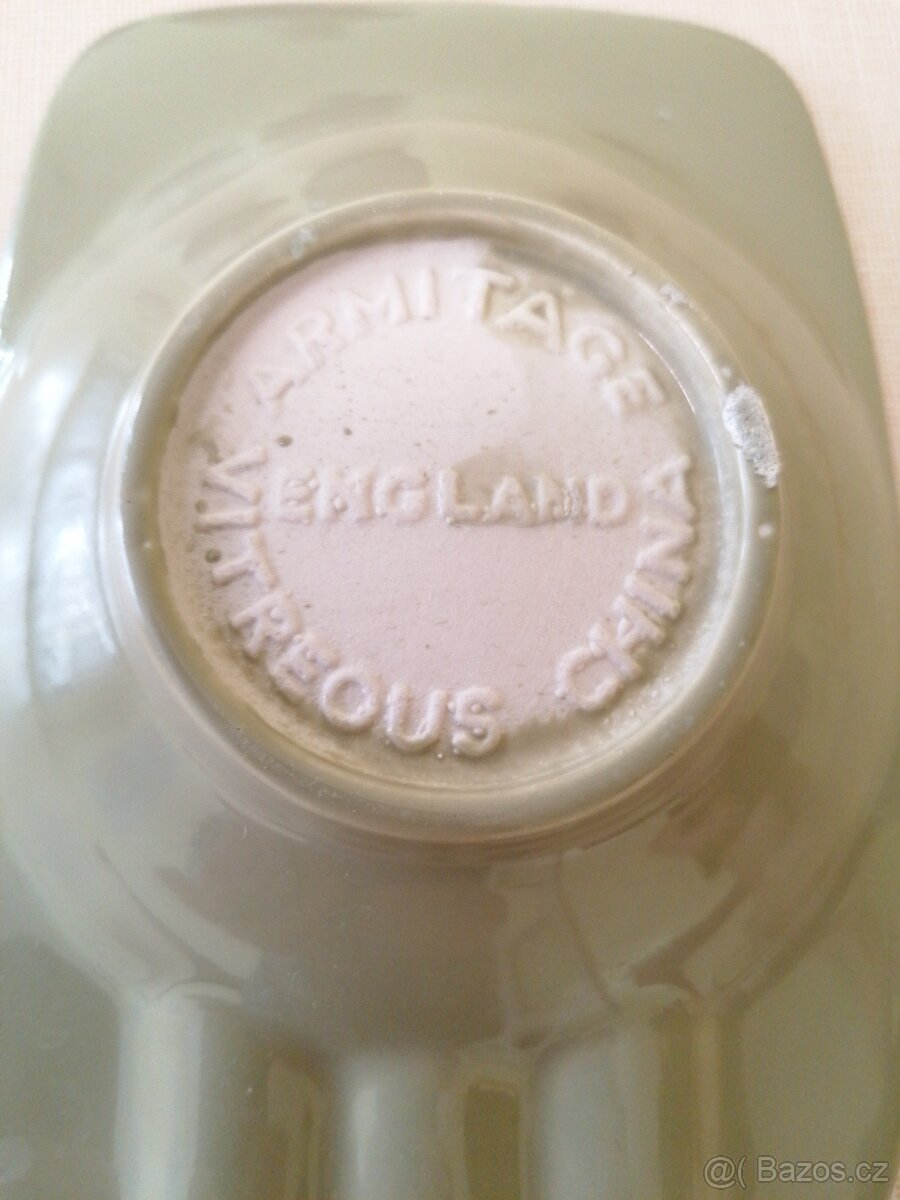 "ARMITAGE
ENGLAND
VITREOUS CHINA
@( Bazos.cz